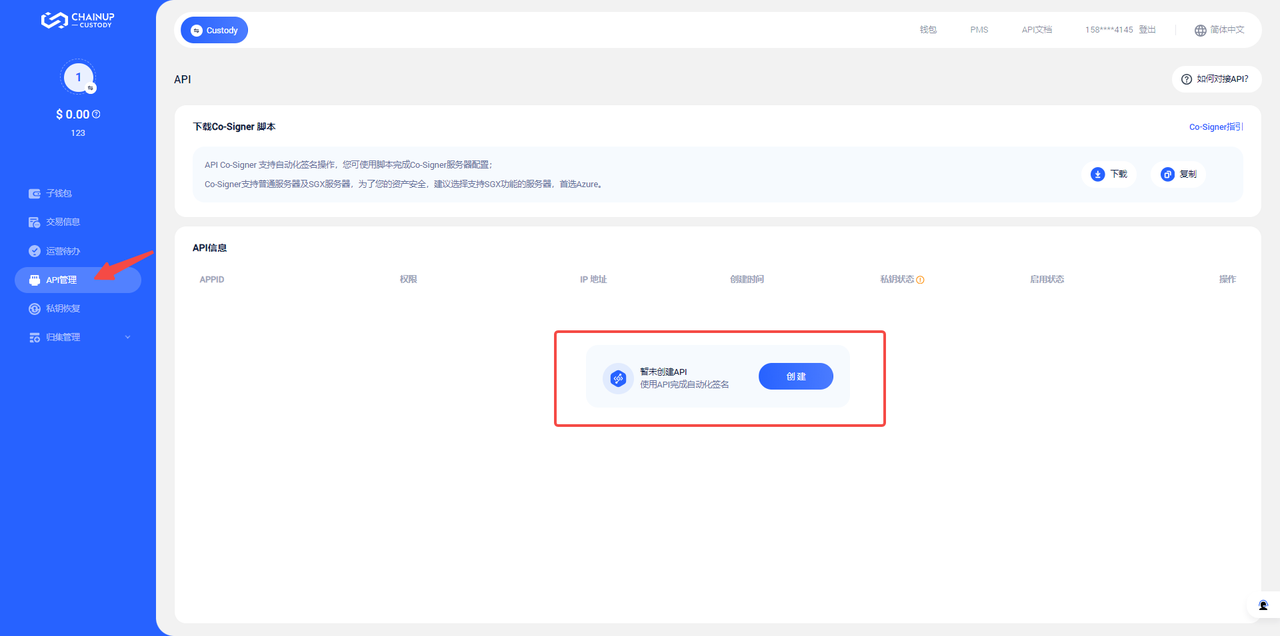 CHAINUP
CUSTODY
Custody
钱包 PMS API文档 158****4145 登出 简体中文
1
$ 0.00
123
子钱包
交易信息
运营待办
API管理
私钥恢复
归集管理
API
如何对接API?
下载Co-Signer 脚本
Co-Signer指引
API Co-Signer 支持自动化签名操作，您可使用脚本完成Co-Signer服务器配置；
Co-Signer支持普通服务器及SGX服务器，为了您的资产安全，建议选择支持SGX功能的服务器，首选Azure。
下载 复制
API信息
APPID 权限 IP 地址 创建时间 私钥状态 启用状态 操作
暂未创建API
使用API完成自动化签名
创建